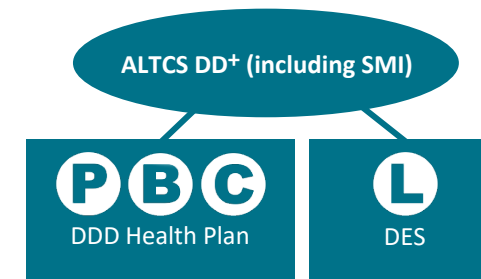 ALTCS DD+ (including SMI)
P B C
DDD Health Plan
L
DES